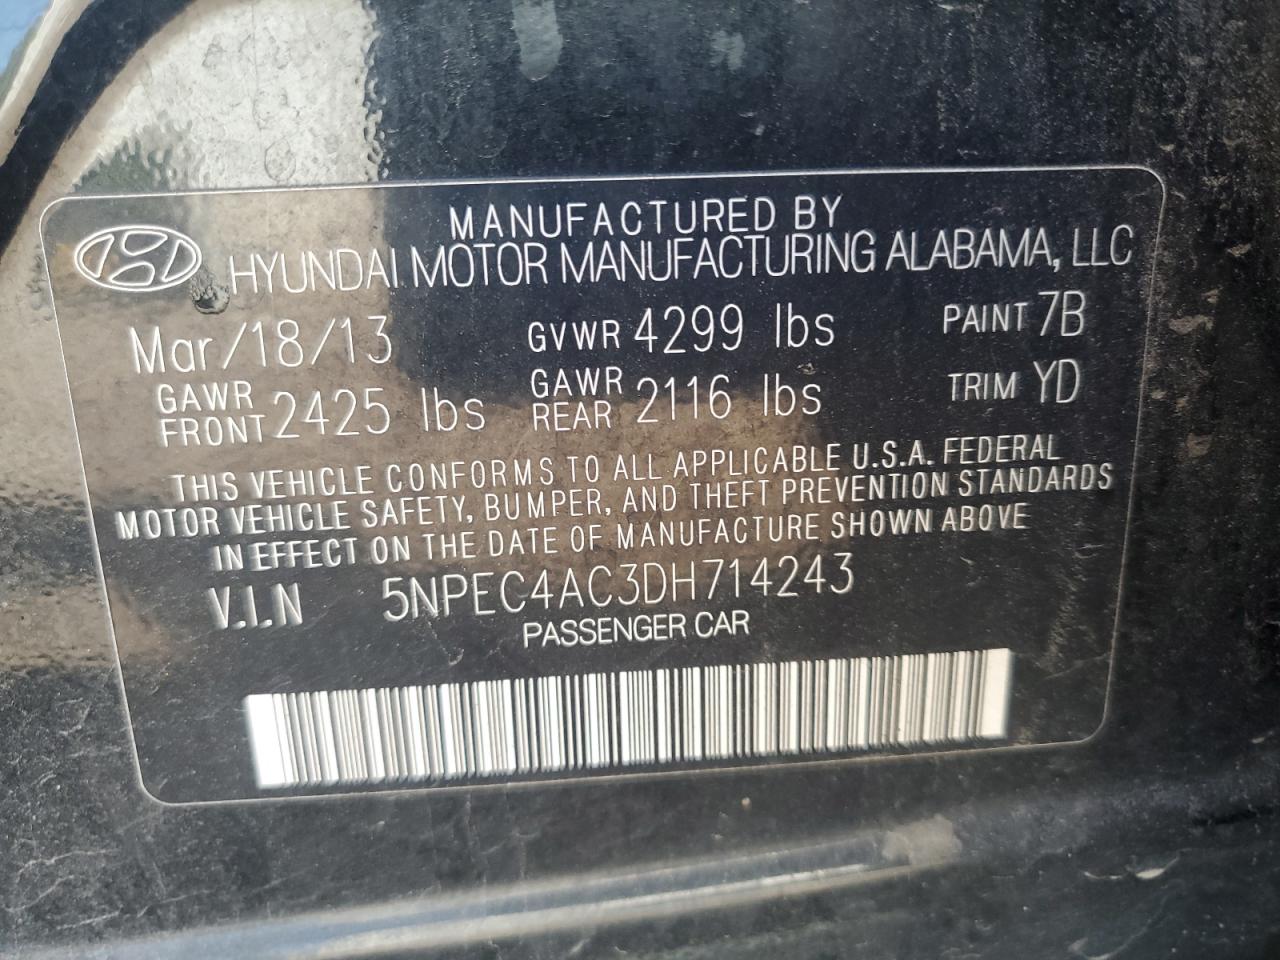 MANUFACTURED BY
HYUNDAI MOTOR MANUFACTURING ALABAMA, LLC
Mar/18/13 GVWR 4299 lbs PAINT 7B
GAWR FRONT 2425 lbs GAWR REAR 2116 lbs TRIM YD
THIS VEHICLE CONFORMS TO ALL APPLICABLE U.S.A. FEDERAL
MOTOR VEHICLE SAFETY, BUMPER, AND THEFT PREVENTION STANDARDS
IN EFFECT ON THE DATE OF MANUFACTURE SHOWN ABOVE
V.I.N 5NPEC4AC3DH714243
PASSENGER CAR